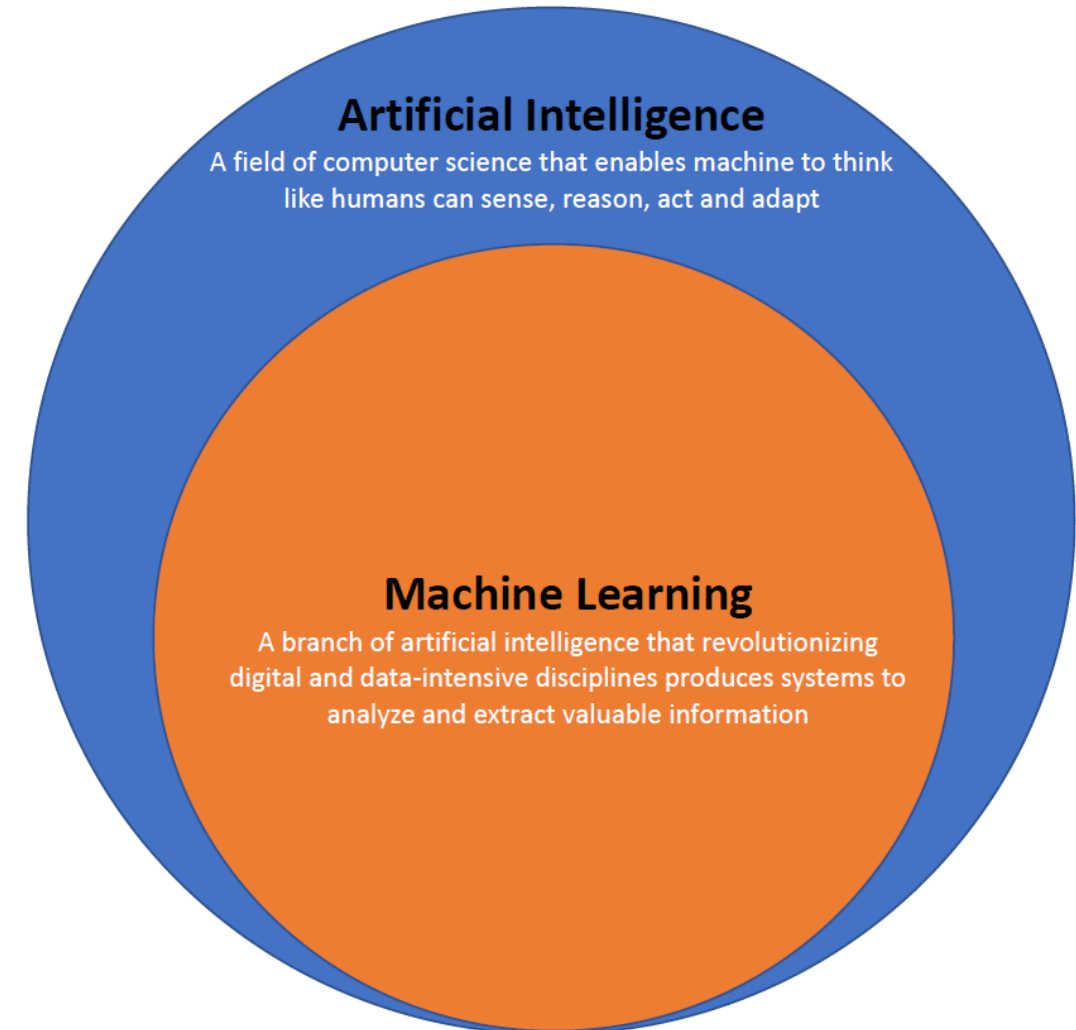 Artificial Intelligence
A field of computer science that enables machine to think
like humans can sense, reason, act and adapt
Machine Learning
A branch of artificial intelligence that revolutionizing
digital and data-intensive disciplines produces systems to
analyze and extract valuable information